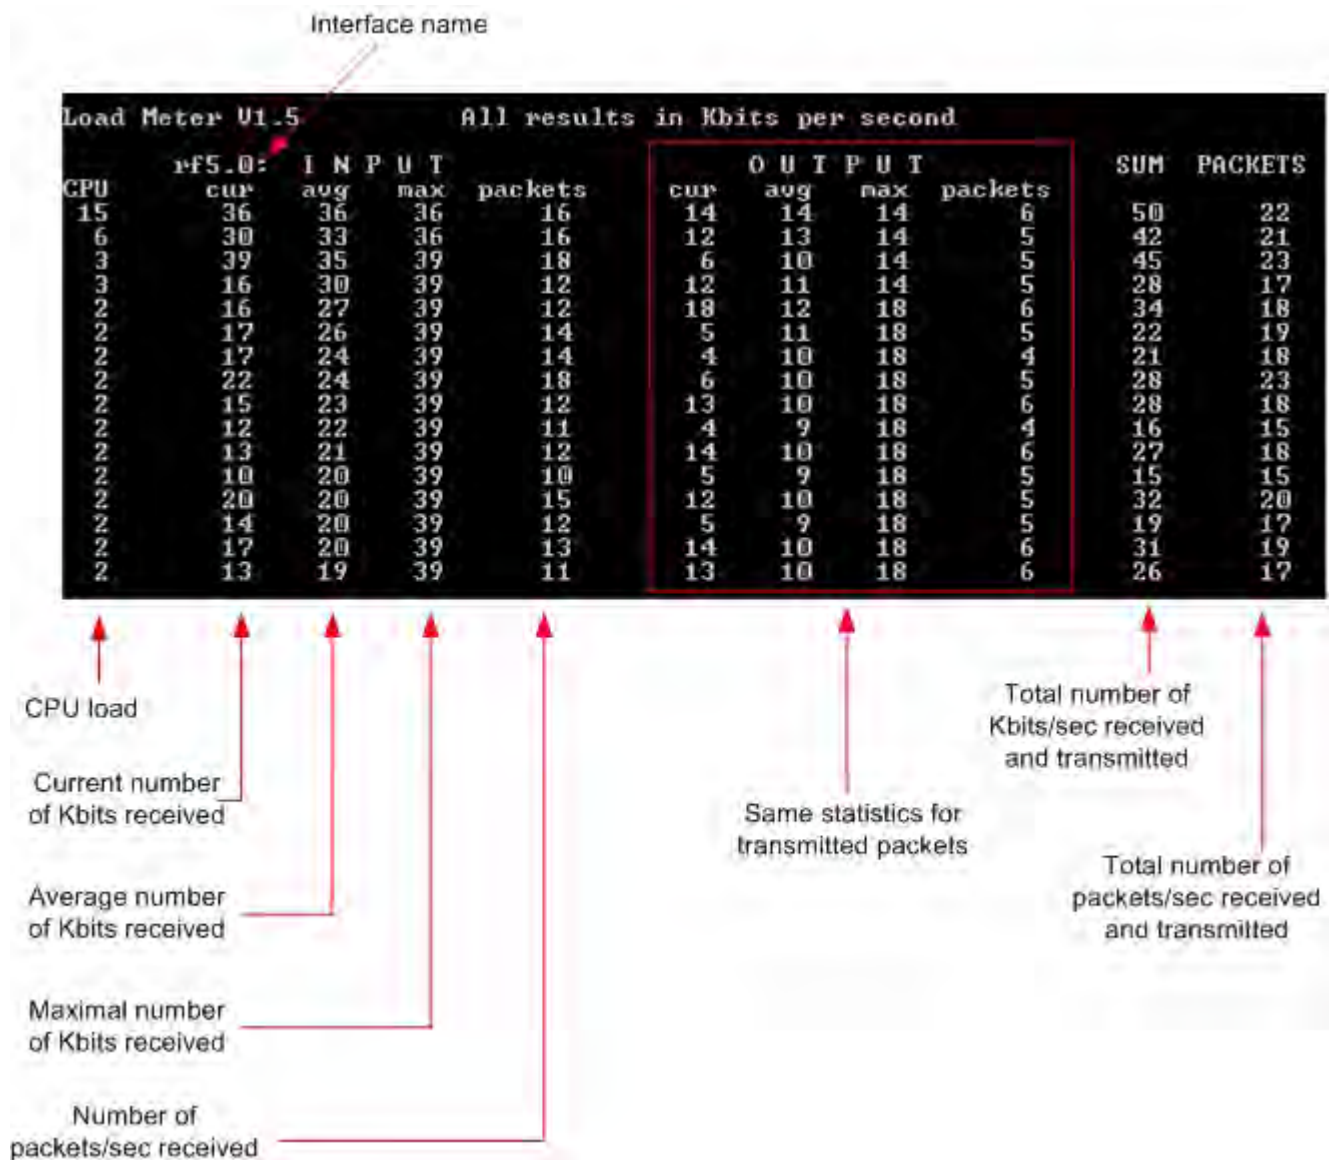 Interface name
Load Meter V1.5 All results in Kbits per second
rf5.0: I N P U T O U T P U T SUM PACKETS
CPU cur avg max packets cur avg max packets
15 36 36 36 16 14 14 14 6 50 22
6 30 33 36 16 12 13 14 5 42 21
3 39 35 39 18 6 10 14 5 45 23
3 16 30 39 12 12 11 14 5 28 17
2 16 27 39 12 18 12 18 6 34 18
2 17 26 39 14 5 11 18 5 22 19
2 17 24 39 14 4 10 18 4 21 18
2 22 24 39 18 6 10 18 5 28 23
2 15 23 39 12 13 10 18 6 28 18
2 12 22 39 11 4 9 18 4 16 15
2 13 21 39 12 14 10 18 6 27 18
2 10 20 39 10 5 9 18 5 15 15
2 20 20 39 15 12 10 18 5 32 20
2 14 20 39 12 5 9 18 5 19 17
2 17 20 39 13 14 10 18 6 31 19
2 13 19 39 11 13 10 18 6 26 17
CPU load
Current number
of Kbits received
Average number
of Kbits received
Maximal number
of Kbits received
Number of
packets/sec received
Same statistics for
transmitted packets
Total number of
Kbits/sec received
and transmitted
Total number of
packets/sec received
and transmitted